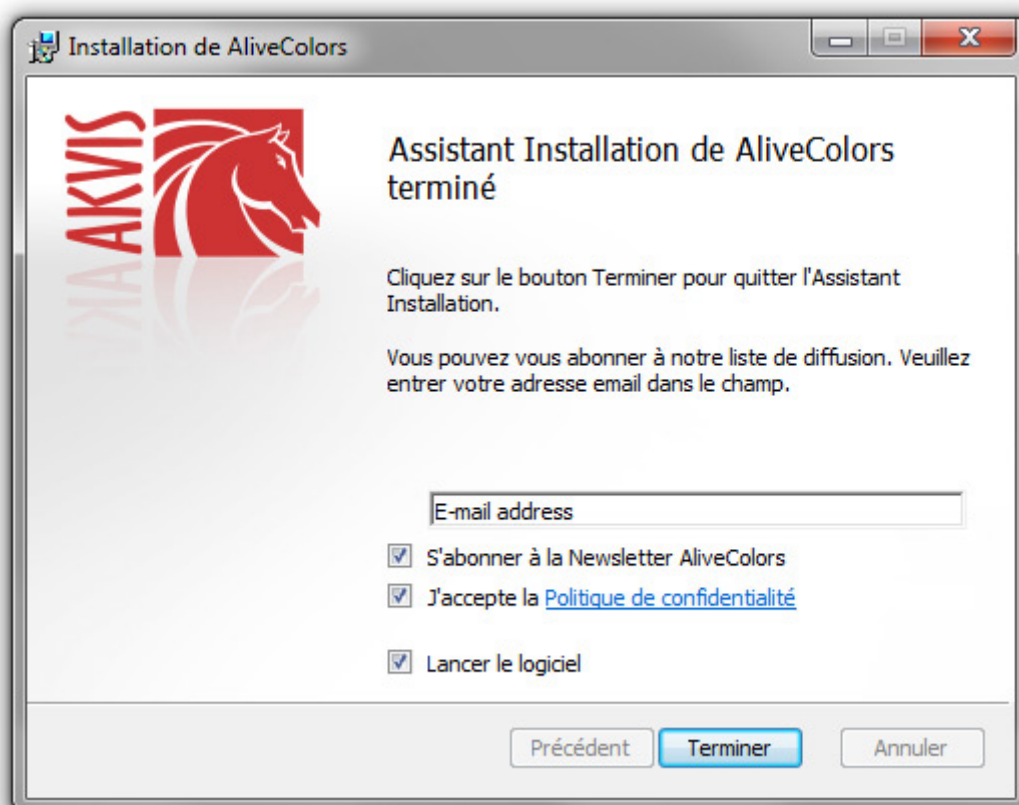 Installation de AliveColors
AKVIS
Assistant Installation de AliveColors
terminé
Cliquez sur le bouton Terminer pour quitter l'Assistant
Installation.
Vous pouvez vous abonner à notre liste de diffusion. Veuillez
entrer votre adresse email dans le champ.
E-mail address
S'abonner à la Newsletter AliveColors
J'accepte la Politique de confidentialité
Lancer le logiciel
Précédent
Terminer
Annuler